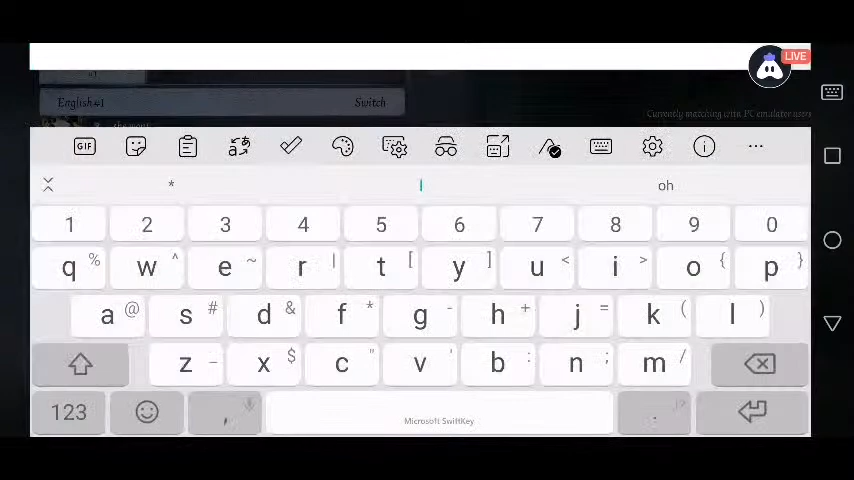 LIVE
English#1 Switch
Currently matching with PC emulator users
GIF
* l oh
1 2 3 4 5 6 7 8 9 0
q % w ^ e ~ r | t [ y ] u < i > o { p }
a @ s # d & f * g - h + j = k ( l )
z _ x $ c " v ' b : n ; m /
123 , . !?
Microsoft SwiftKey